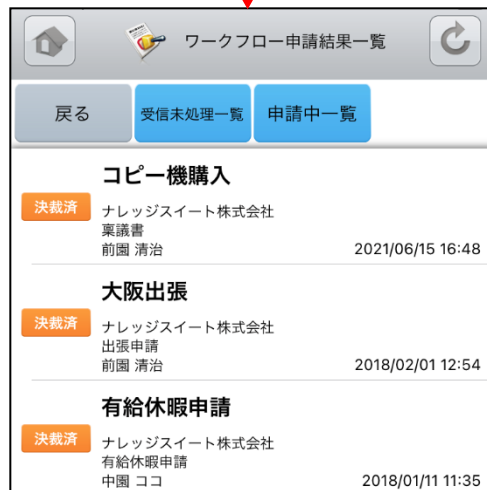 ワークフロー申請結果一覧
戻る
受信未処理一覧
申請中一覧
コピー機購入
決裁済
ナレッジスイート株式会社
稟議書
前園 清治
2021/06/15 16:48
大阪出張
決裁済
ナレッジスイート株式会社
出張申請
前園 清治
2018/02/01 12:54
有給休暇申請
決裁済
ナレッジスイート株式会社
有給休暇申請
中園 ココ
2018/01/11 11:35